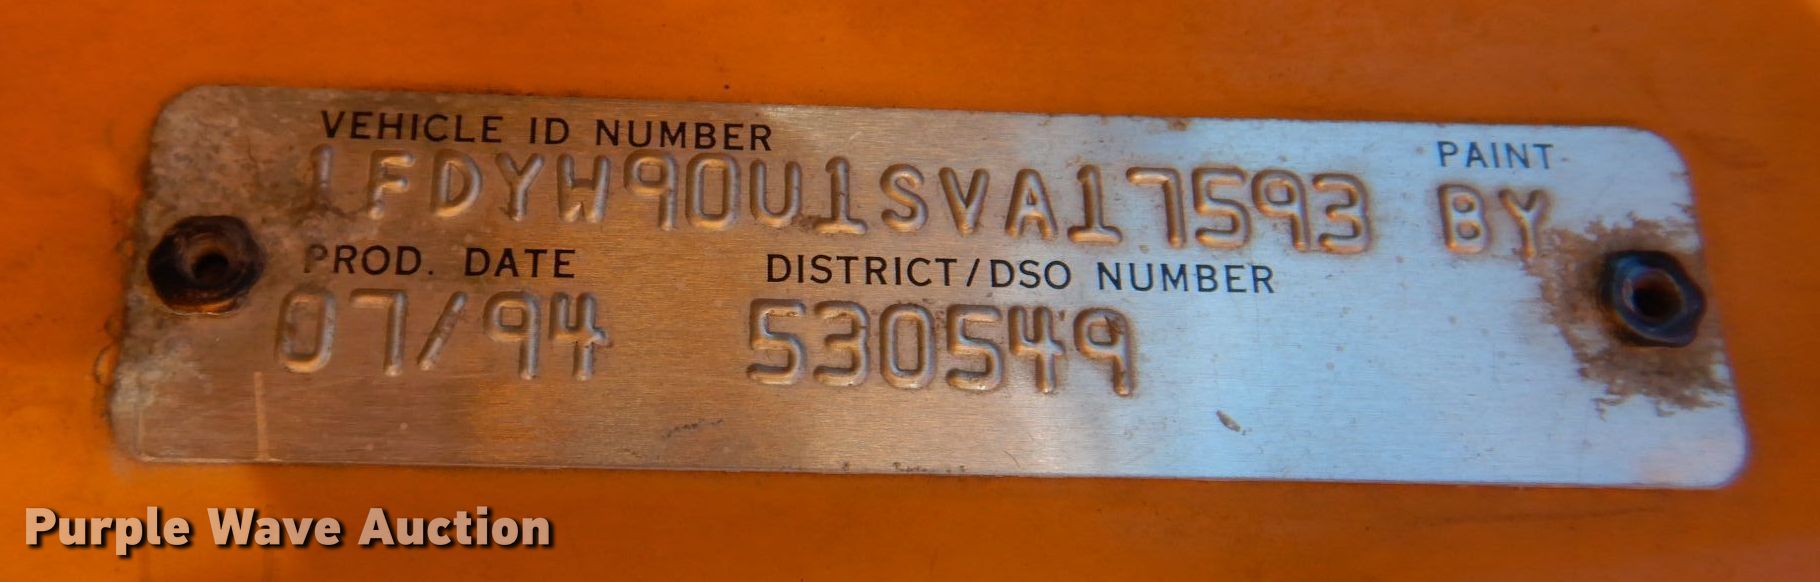 VEHICLE ID NUMBER
1FDYW90U1SVA17593
PAINT
BY
PROD. DATE
07/94
DISTRICT/DSO NUMBER
530549
Purple Wave Auction